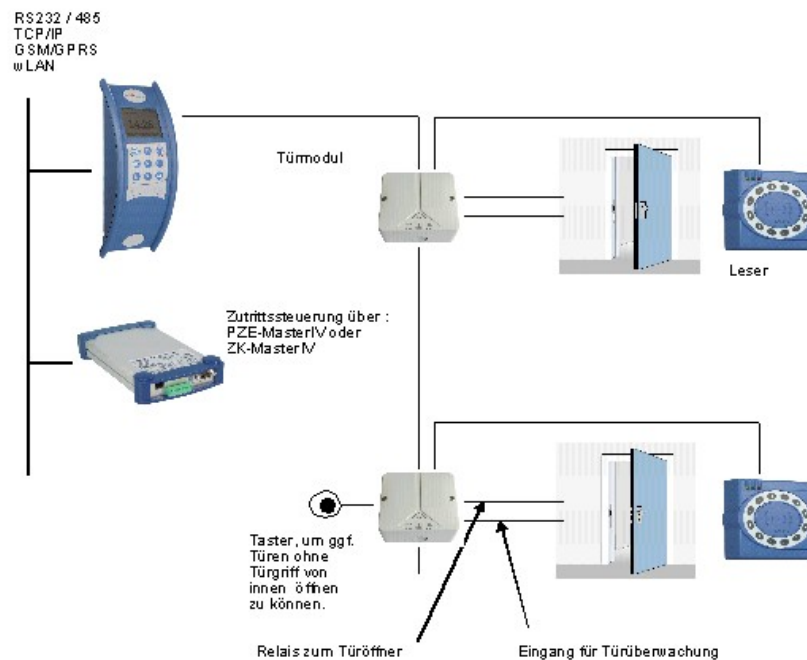 RS232 / 485
TCP/IP
GSM/GPRS
wLAN
Türmodul
Leser
Zutrittssteuerung über :
PZE-MasterIV oder
ZK-MasterIV
Taster, um ggf.
Türen ohne
Türgriff von
innen öffnen
zu können.
Relais zum Türöffner
Eingang für Türüberwachung